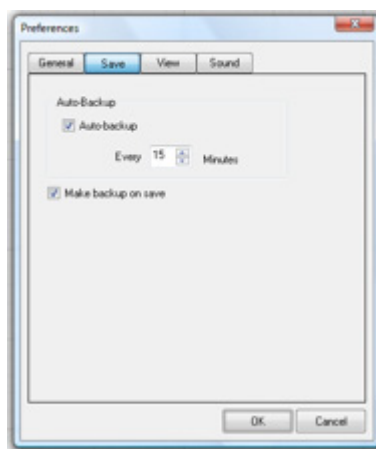 Preferences
General Save View Sound
Auto-Backup
Auto-backup
Every 15 Minutes
Make backup on save
OK Cancel